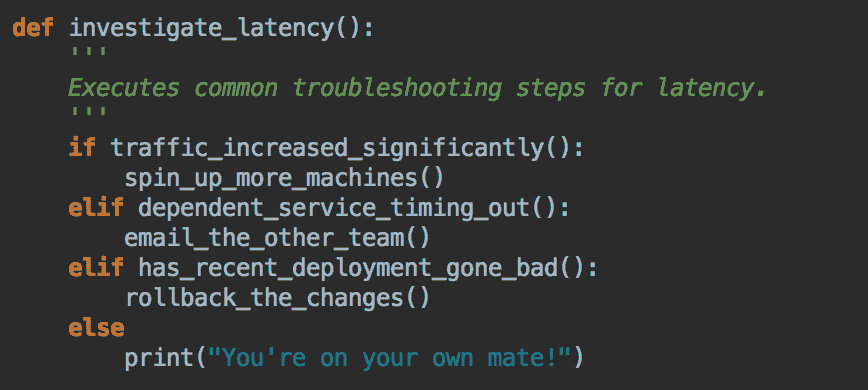 def investigate_latency():
    '''
    Executes common troubleshooting steps for latency.
    '''
    if traffic_increased_significantly():
        spin_up_more_machines()
    elif dependent_service_timing_out():
        email_the_other_team()
    elif has_recent_deployment_gone_bad():
        rollback_the_changes()
    else
        print("You're on your own mate!")